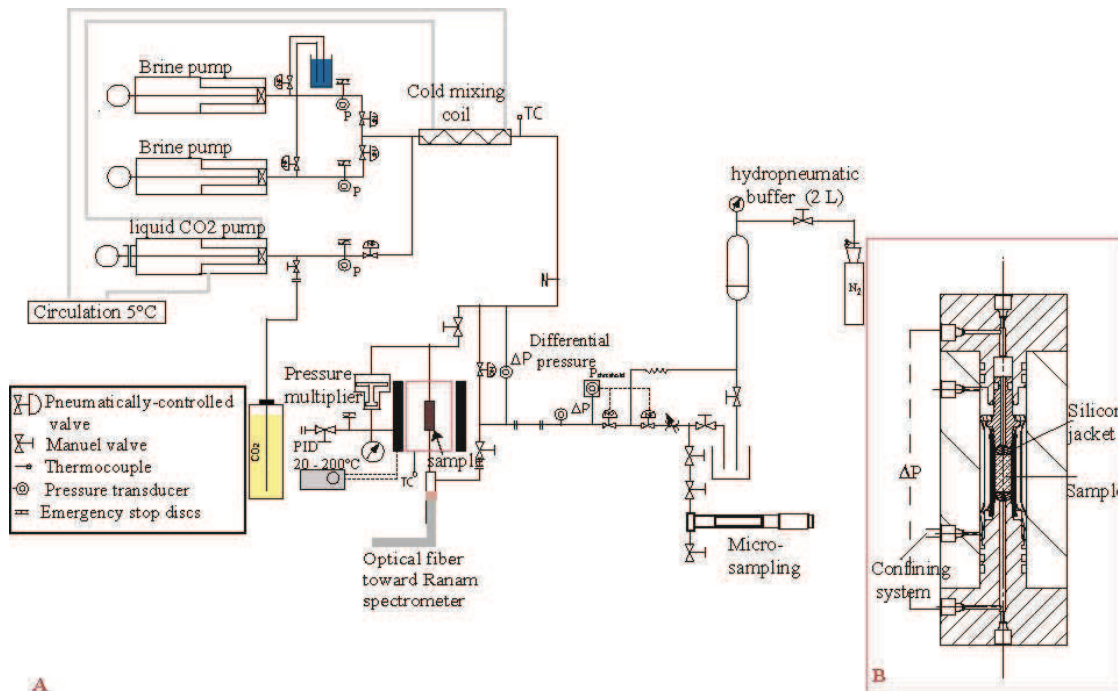 Brine pump
Cold mixing
coil
TC
P
Brine pump
P
hydropneumatic
buffer (2 L)
liquid CO2 pump
P
N2
Circulation 5°C
Differential
pressure
ΔP
Pthreshold
ΔP
Pressure
multiplier
Pneumatically-controlled
valve
Manuel valve
Thermocouple
Pressure transducer
Emergency stop discs
CO2
PID
20 - 200°C
sample
TC
Optical fiber
toward Ranam
spectrometer
Micro-
sampling
Silicon
jacket
ΔP
Sample
Confining
system
A
B